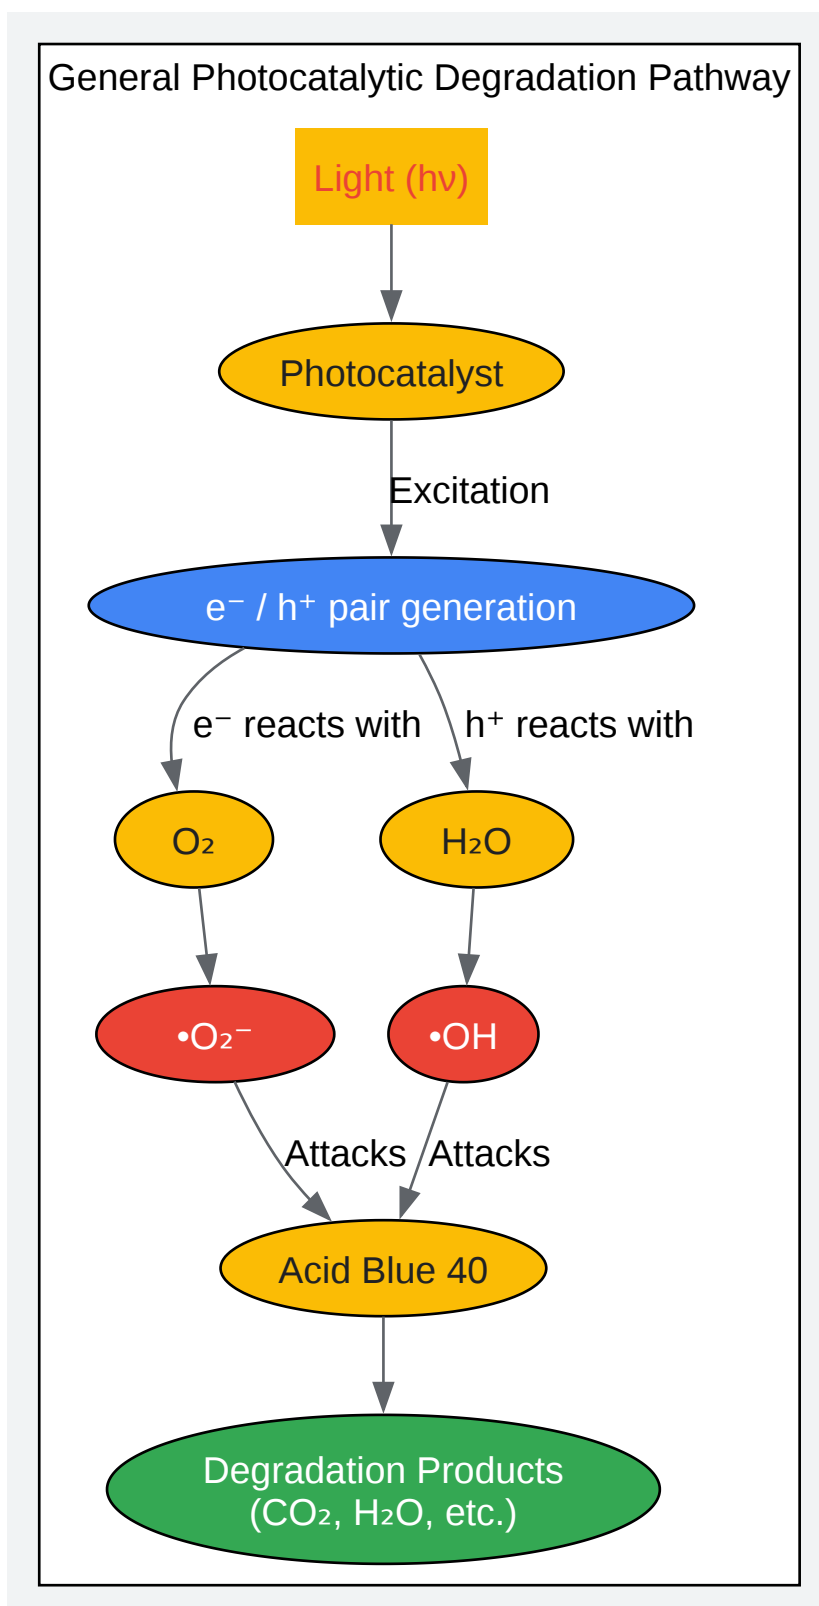 General Photocatalytic Degradation Pathway
Light (hν)
Photocatalyst
Excitation
e⁻ / h⁺ pair generation
e⁻ reacts with
h⁺ reacts with
O₂
H₂O
•O₂⁻
•OH
Attacks
Attacks
Acid Blue 40
Degradation Products
(CO₂, H₂O, etc.)